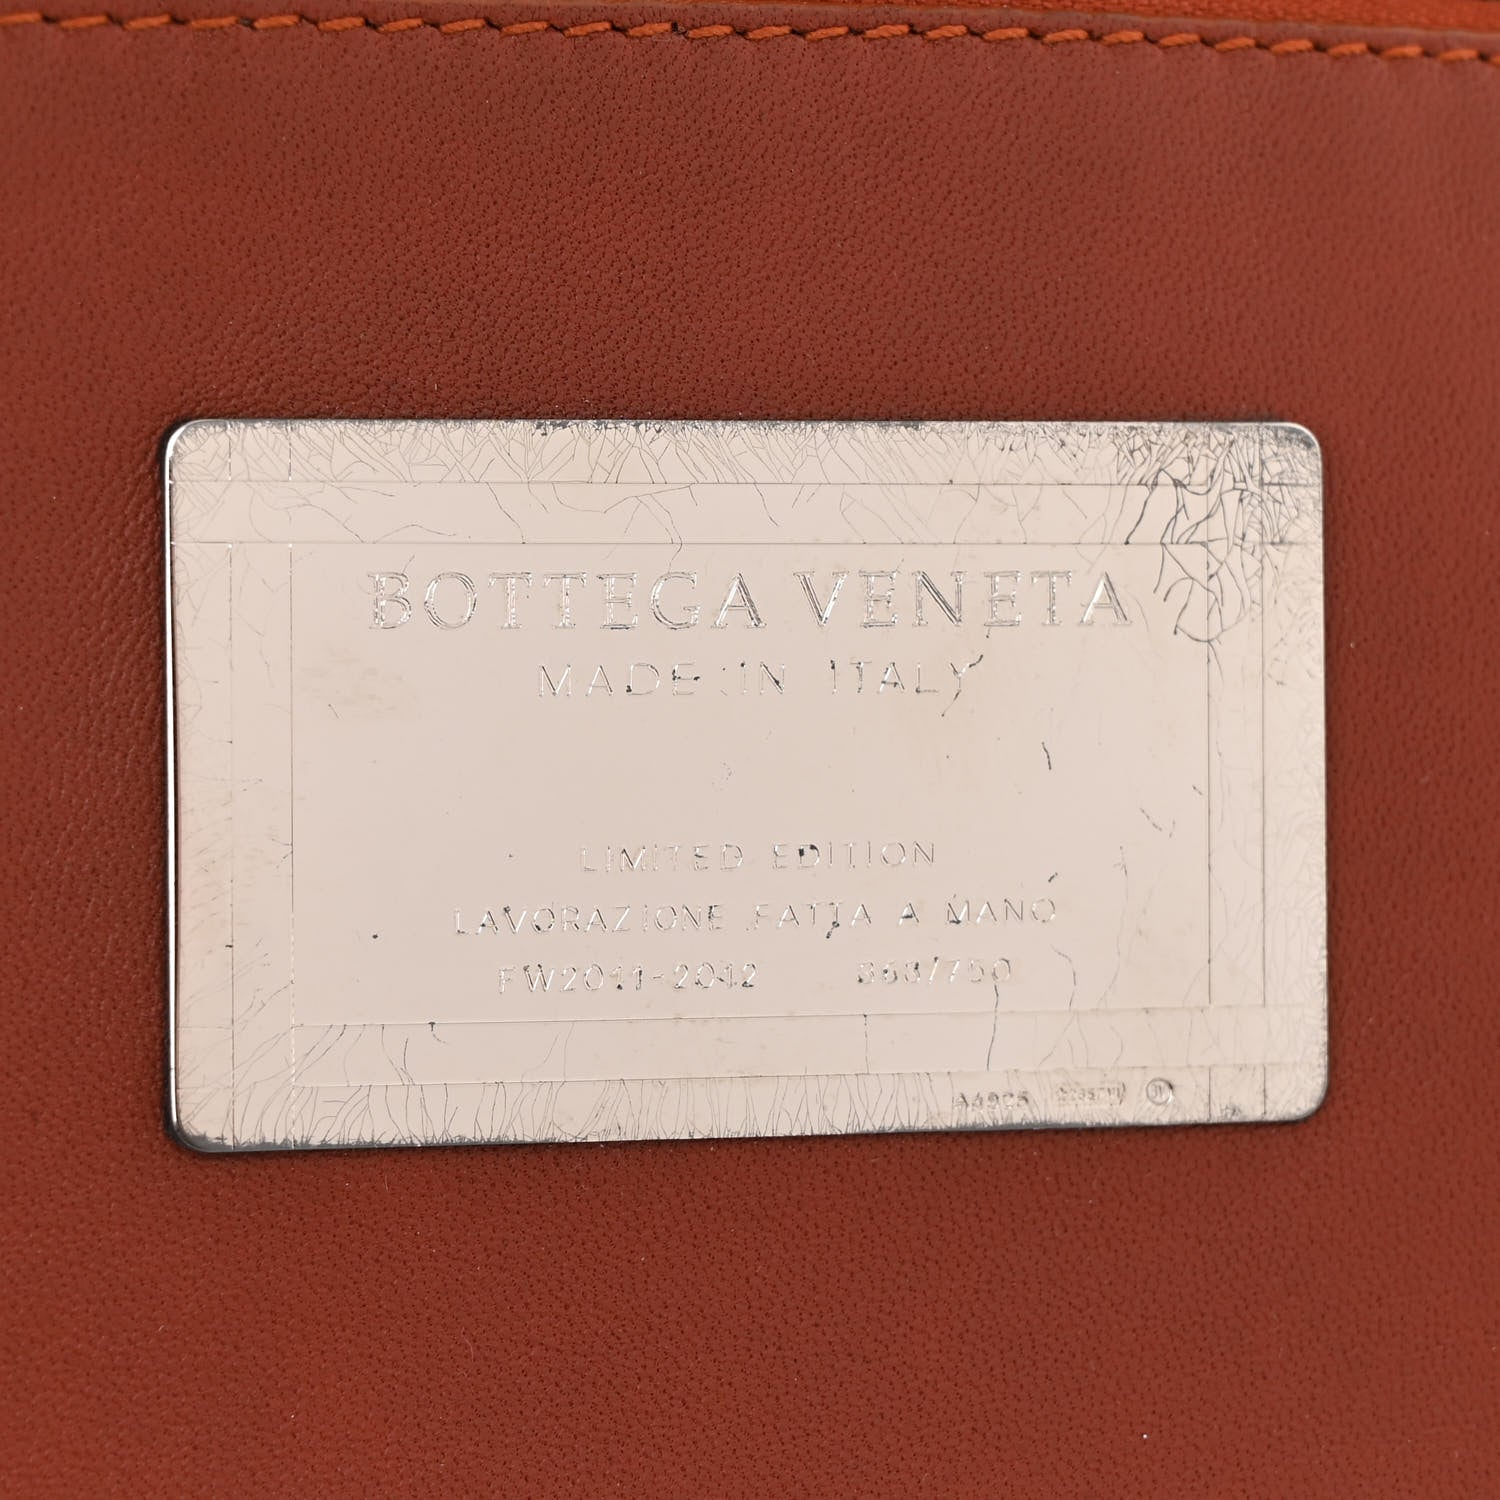 BOTTEGA VENETA
MADE IN ITALY
LIMITED EDITION
LAVORAZIONE FATTA A MANO
FW2011-2012